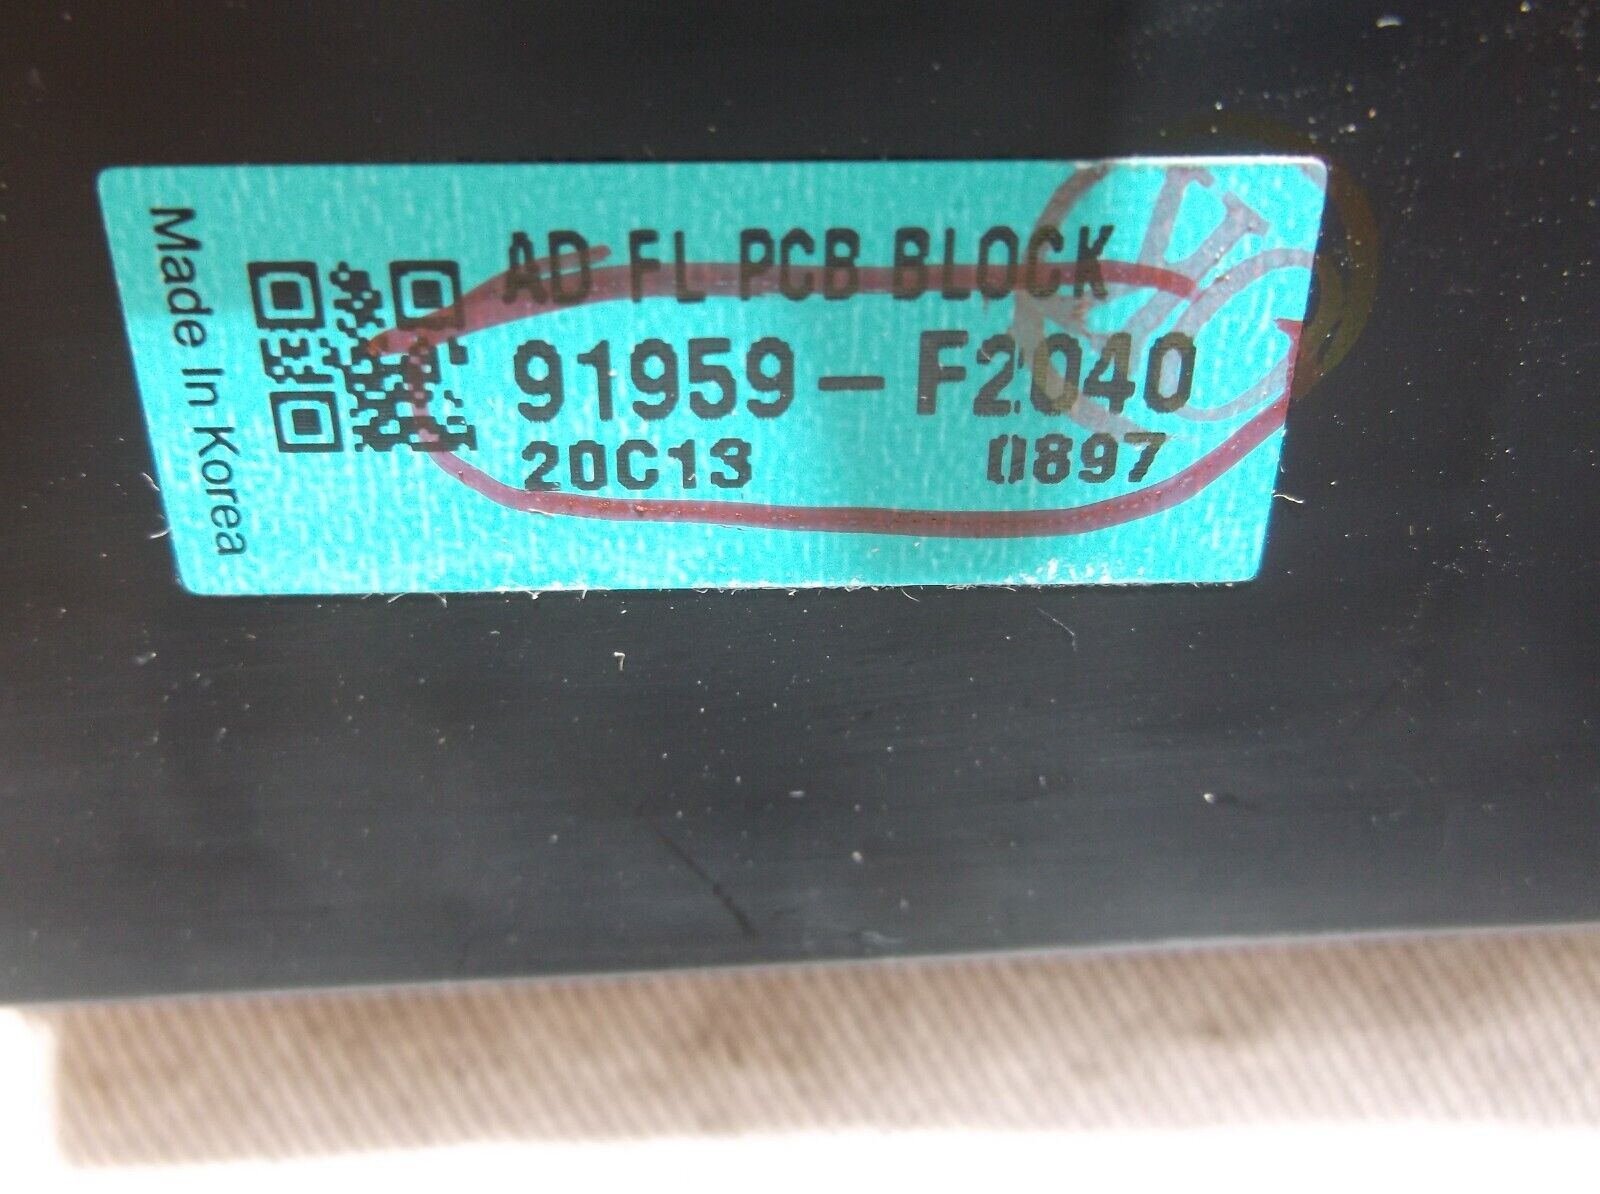 Made In Korea
AD FL PCB BLOCK
91959-F2040
20C13 0897